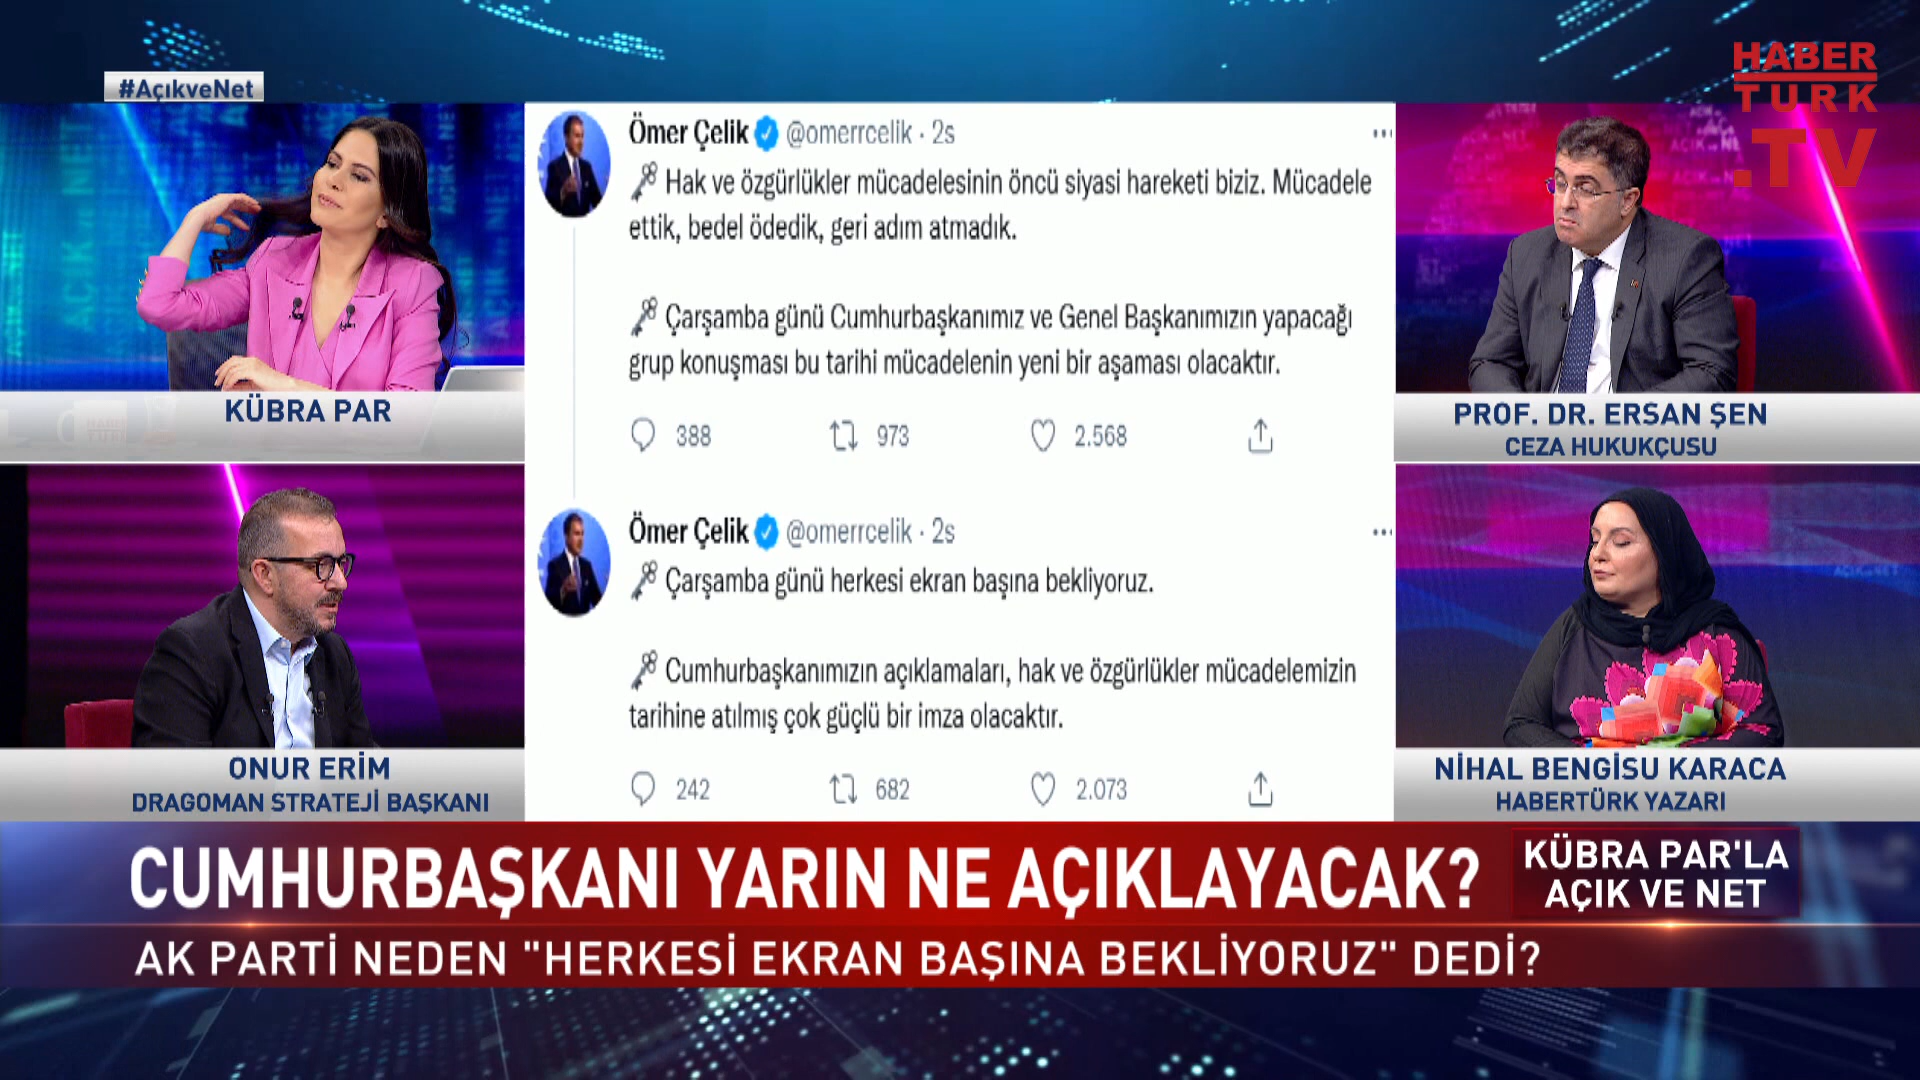 #AçıkveNet
HABER
TURK
.TV
Ömer Çelik @omerrcelik · 2s
Hak ve özgürlükler mücadelesinin öncü siyasi hareketi biziz. Mücadele
ettik, bedel ödedik, geri adım atmadık.
Çarşamba günü Cumhurbaşkanımız ve Genel Başkanımızın yapacağı
grup konuşması bu tarihi mücadelenin yeni bir aşaması olacaktır.
388 973 2.568
KÜBRA PAR
PROF. DR. ERSAN ŞEN
CEZA HUKUKÇUSU
Ömer Çelik @omerrcelik · 2s
Çarşamba günü herkesi ekran başına bekliyoruz.
Cumhurbaşkanımızın açıklamaları, hak ve özgürlükler mücadelemizin
tarihine atılmış çok güçlü bir imza olacaktır.
242 682 2.073
ONUR ERİM
DRAGOMAN STRATEJİ BAŞKANI
NİHAL BENGİSU KARACA
HABERTÜRK YAZARI
CUMHURBAŞKANI YARIN NE AÇIKLAYACAK?
KÜBRA PAR'LA
AÇIK VE NET
AK PARTİ NEDEN "HERKESİ EKRAN BAŞINA BEKLİYORUZ" DEDİ?